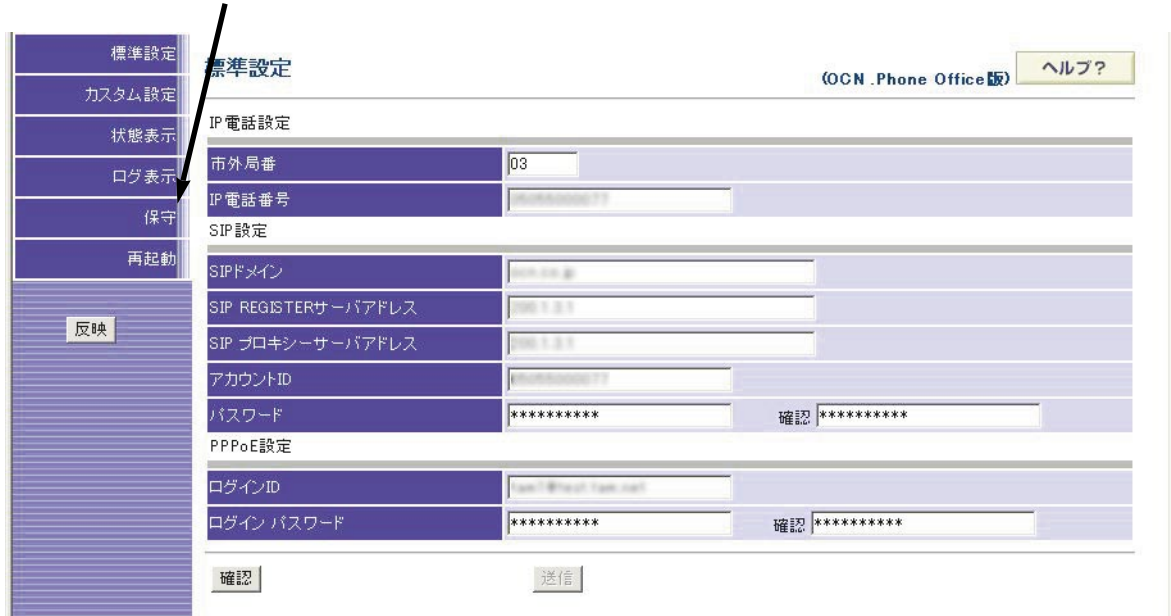 標準設定
カスタム設定
状態表示
ログ表示
保守
再起動
反映
標準設定
(OCN .Phone Office版)
ヘルプ?
IP電話設定
市外局番 03
IP電話番号
SIP設定
SIPドメイン
SIP REGISTERサーバアドレス
SIP プロキシーサーバアドレス
アカウントID
パスワード ********** 確認 **********
PPPoE設定
ログインID
ログイン パスワード ********** 確認 **********
確認 送信